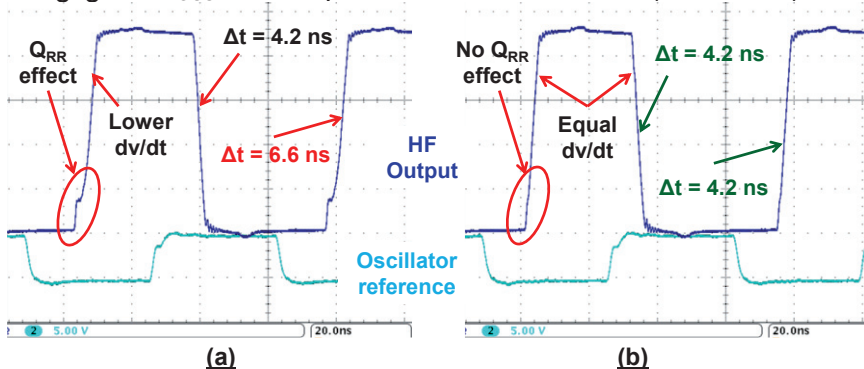 Q_RR
effect
Lower
dv/dt
Δt = 4.2 ns
Δt = 6.6 ns
HF
Output
Oscillator
reference
2 5.00 V
20.0ns
(a)
No Q_RR
effect
Equal
dv/dt
Δt = 4.2 ns
Δt = 4.2 ns
2 5.00 V
20.0ns
(b)